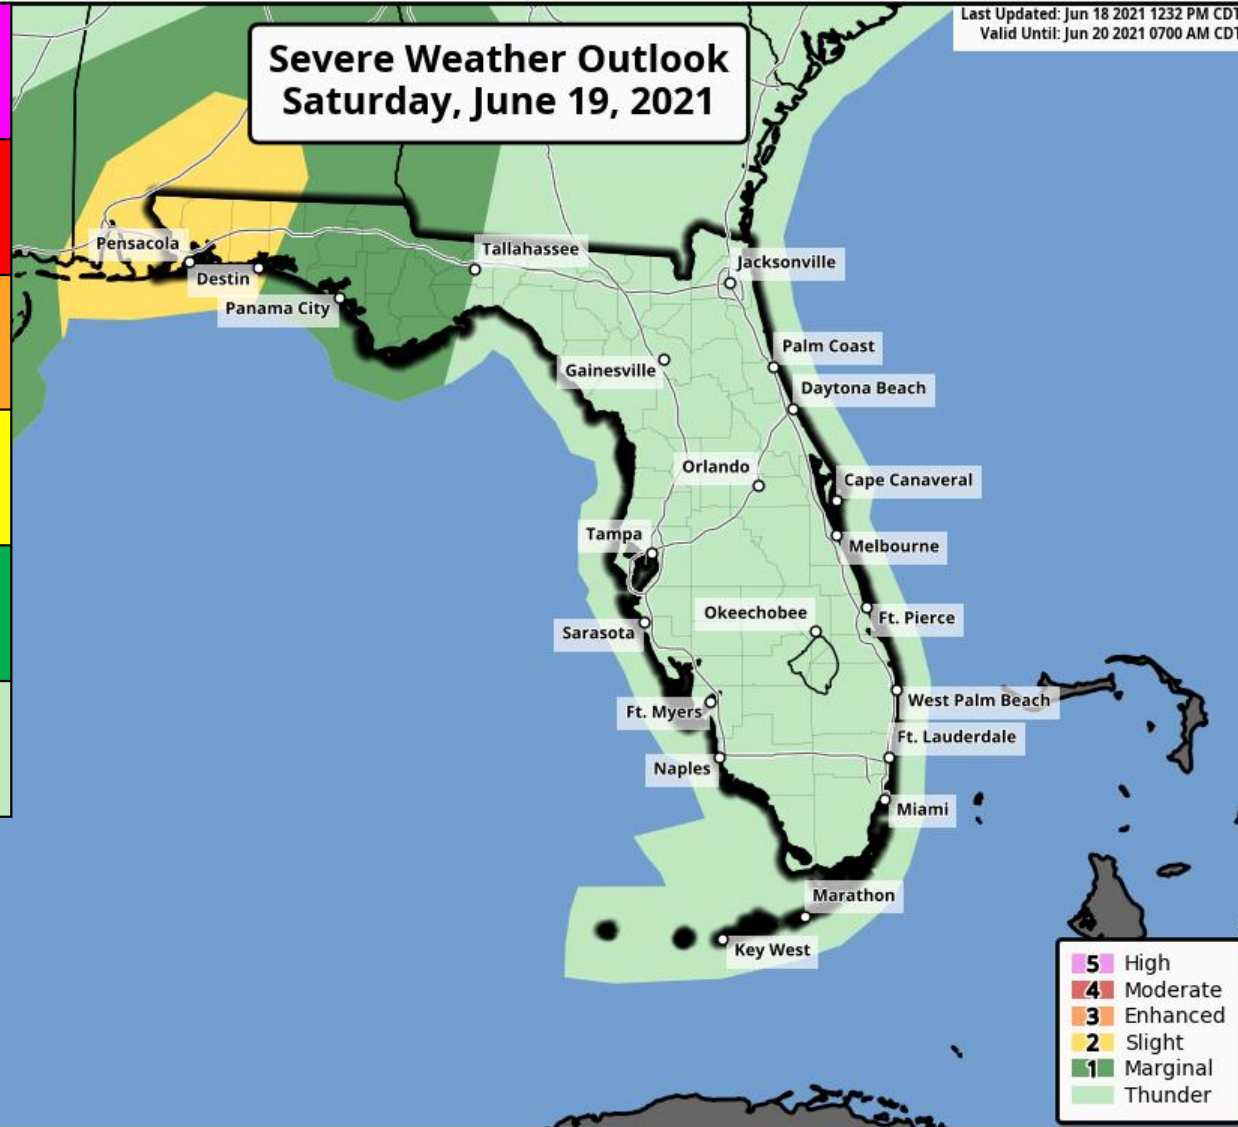 Last Updated: Jun 18 2021 1232 PM CDT
Valid Until: Jun 20 2021 0700 AM CDT
Severe Weather Outlook
Saturday, June 19, 2021
Pensacola
Destin
Panama City
Tallahassee
Jacksonville
Palm Coast
Gainesville
Daytona Beach
Orlando
Cape Canaveral
Tampa
Melbourne
Okeechobee
Ft. Pierce
Sarasota
West Palm Beach
Ft. Myers
Ft. Lauderdale
Naples
Miami
Marathon
Key West
5 High
4 Moderate
3 Enhanced
2 Slight
1 Marginal
Thunder